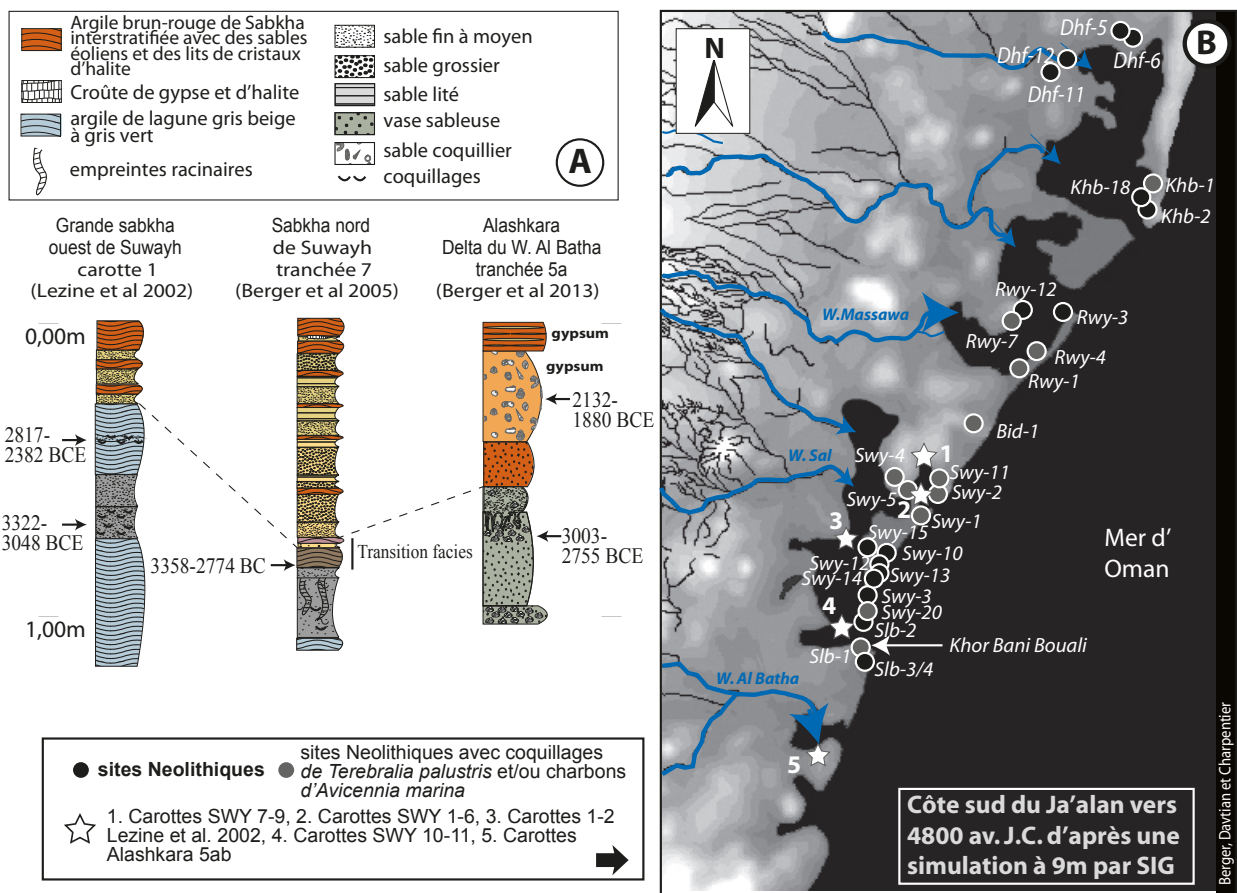 Argile brun-rouge de Sabkha
interstratifiée avec des sables
éoliens et des lits de cristaux
d'halite
Croûte de gypse et d'halite
argile de lagune gris beige
à gris vert
empreintes racinaires
sable fin à moyen
sable grossier
sable lité
vase sableuse
sable coquillier
coquillages
A
Grande sabkha
ouest de Suwayh
carotte 1
(Lezine et al 2002)
Sabkha nord
de Suwayh
tranchée 7
(Berger et al 2005)
Alashkara
Delta du W. Al Batha
tranchée 5a
(Berger et al 2013)
0,00m
1,00m
2817-
2382 BCE
3322-
3048 BCE
3358-2774 BC
Transition facies
gypsum
gypsum
2132-
1880 BCE
3003-
2755 BCE
sites Neolithiques
sites Neolithiques avec coquillages
de Terebralia palustris et/ou charbons
d'Avicennia marina
1. Carottes SWY 7-9, 2. Carottes SWY 1-6, 3. Carottes 1-2
Lezine et al. 2002, 4. Carottes SWY 10-11, 5. Carottes
Alashkara 5ab
N
B
Dhf-5
Dhf-6
Dhf-12
Dhf-11
Khb-18
Khb-1
Khb-2
W.Massawa
Rwy-12
Rwy-3
Rwy-7
Rwy-4
Rwy-1
Bid-1
W. Sal
Swy-4
1
Swy-11
Swy-5
Swy-2
2
Swy-1
3
Swy-15
Swy-10
Swy-12
Swy-13
Swy-14
Swy-3
Swy-20
4
Slb-2
Slb-1
Khor Bani Bouali
Slb-3/4
W. Al Batha
5
Mer d'
Oman
Côte sud du Ja'alan vers
4800 av. J.C. d'après une
simulation à 9m par SIG
Berger, Davtian et Charpentier